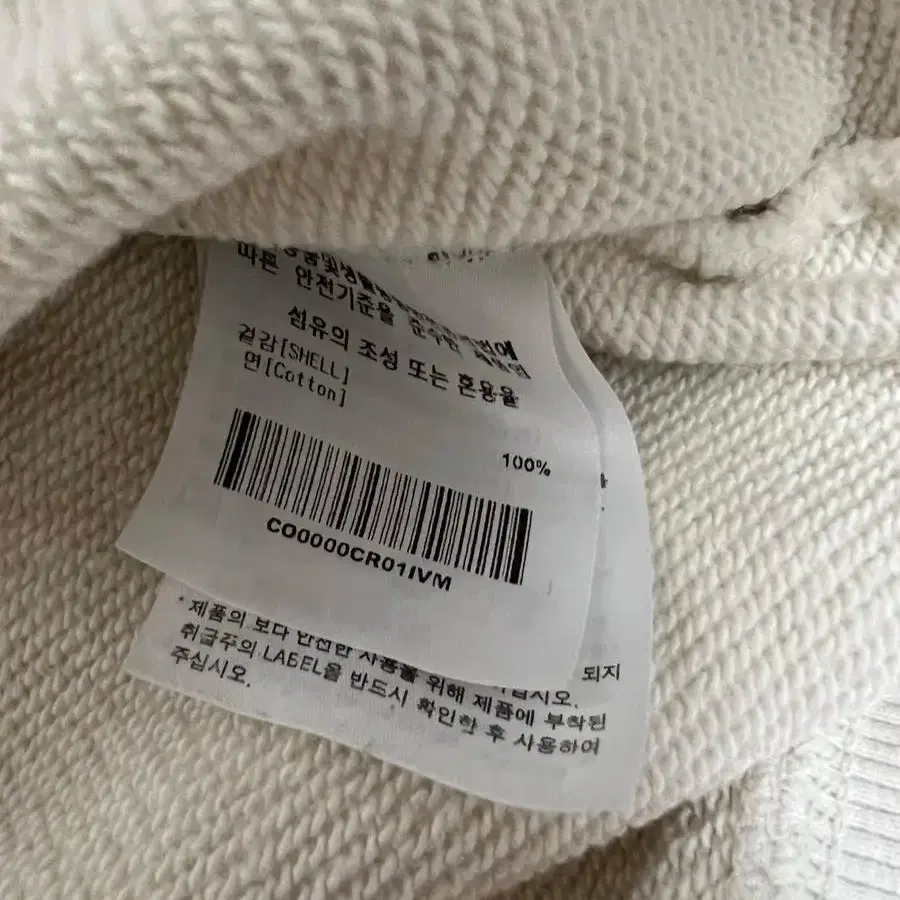 따른 안전기준을 준수한
섬유의 조성 또는 혼용율
겉감[SHELL]
면[Cotton]
100%
CO0000CR01IVM
되지
*제품의 보다 안전한 사용을 위해 제품에 부착된
취급주의 LABEL을 반드시 확인한 후 사용하여
주십시오.